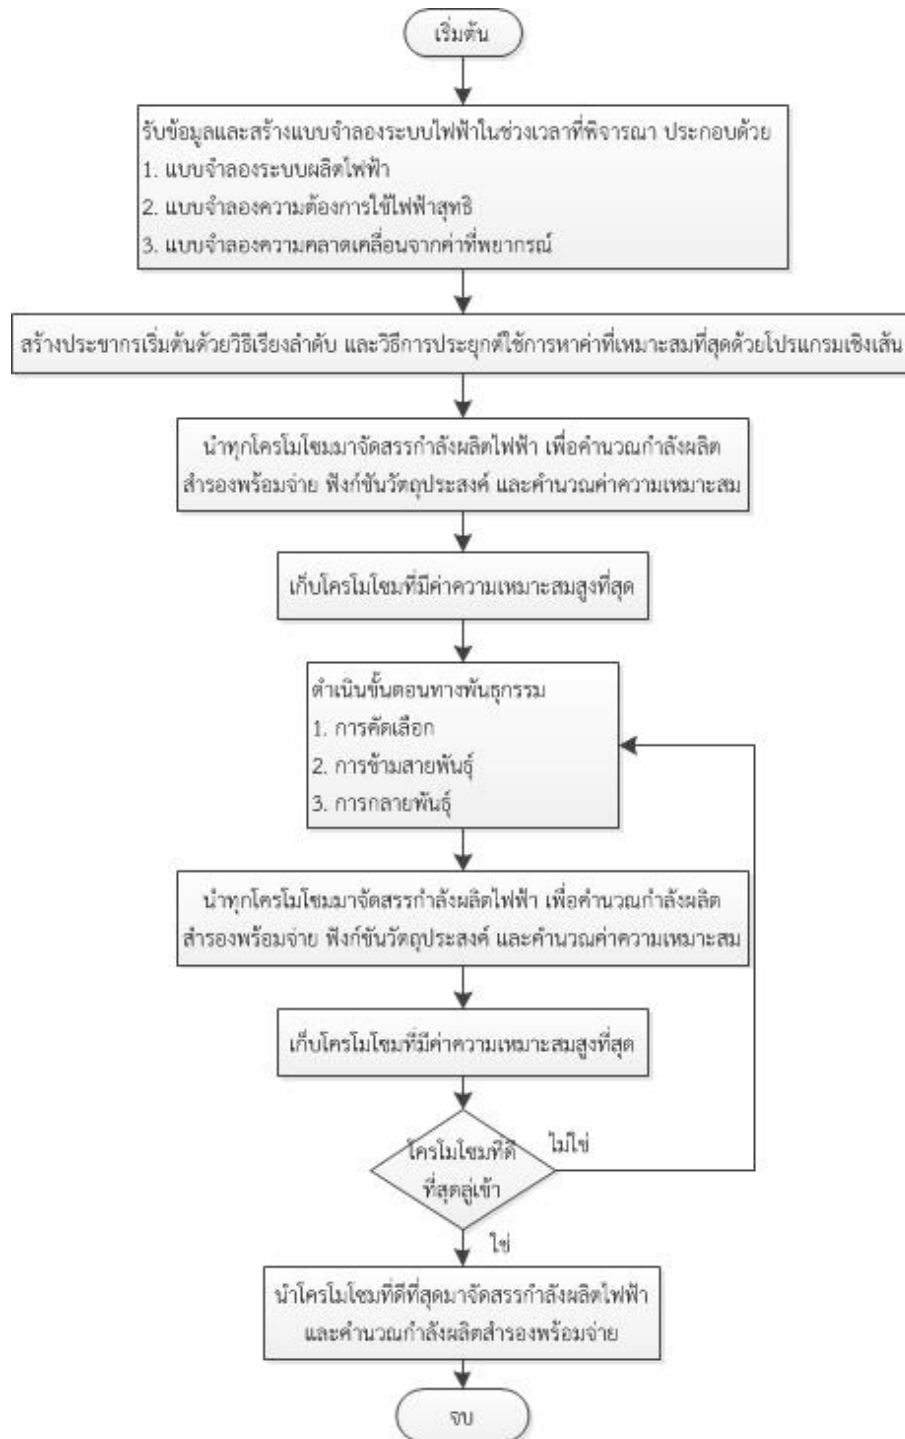 เริ่มต้น
รับข้อมูลและสร้างแบบจำลองระบบไฟฟ้าในช่วงเวลาที่พิจารณา ประกอบด้วย
1. แบบจำลองระบบผลิตไฟฟ้า
2. แบบจำลองความต้องการใช้ไฟฟ้าสุทธิ
3. แบบจำลองความคลาดเคลื่อนจากค่าที่พยากรณ์
สร้างประชากรเริ่มต้นด้วยวิธีเรียงลำดับ และวิธีการประยุกต์ใช้การหาค่าที่เหมาะสมที่สุดด้วยโปรแกรมเชิงเส้น
นำทุกโครโมโซมมาจัดสรรกำลังผลิตไฟฟ้า เพื่อคำนวณกำลังผลิต
สำรองพร้อมจ่าย ฟังก์ชันวัตถุประสงค์ และคำนวณค่าความเหมาะสม
เก็บโครโมโซมที่มีค่าความเหมาะสมสูงที่สุด
ดำเนินขั้นตอนทางพันธุกรรม
1. การคัดเลือก
2. การข้ามสายพันธุ์
3. การกลายพันธุ์
นำทุกโครโมโซมมาจัดสรรกำลังผลิตไฟฟ้า เพื่อคำนวณกำลังผลิต
สำรองพร้อมจ่าย ฟังก์ชันวัตถุประสงค์ และคำนวณค่าความเหมาะสม
เก็บโครโมโซมที่มีค่าความเหมาะสมสูงที่สุด
โครโมโซมที่ดี
ที่สุดลู่เข้า
ไม่ใช่
ใช่
นำโครโมโซมที่ดีที่สุดมาจัดสรรกำลังผลิตไฟฟ้า
และคำนวณกำลังผลิตสำรองพร้อมจ่าย
จบ